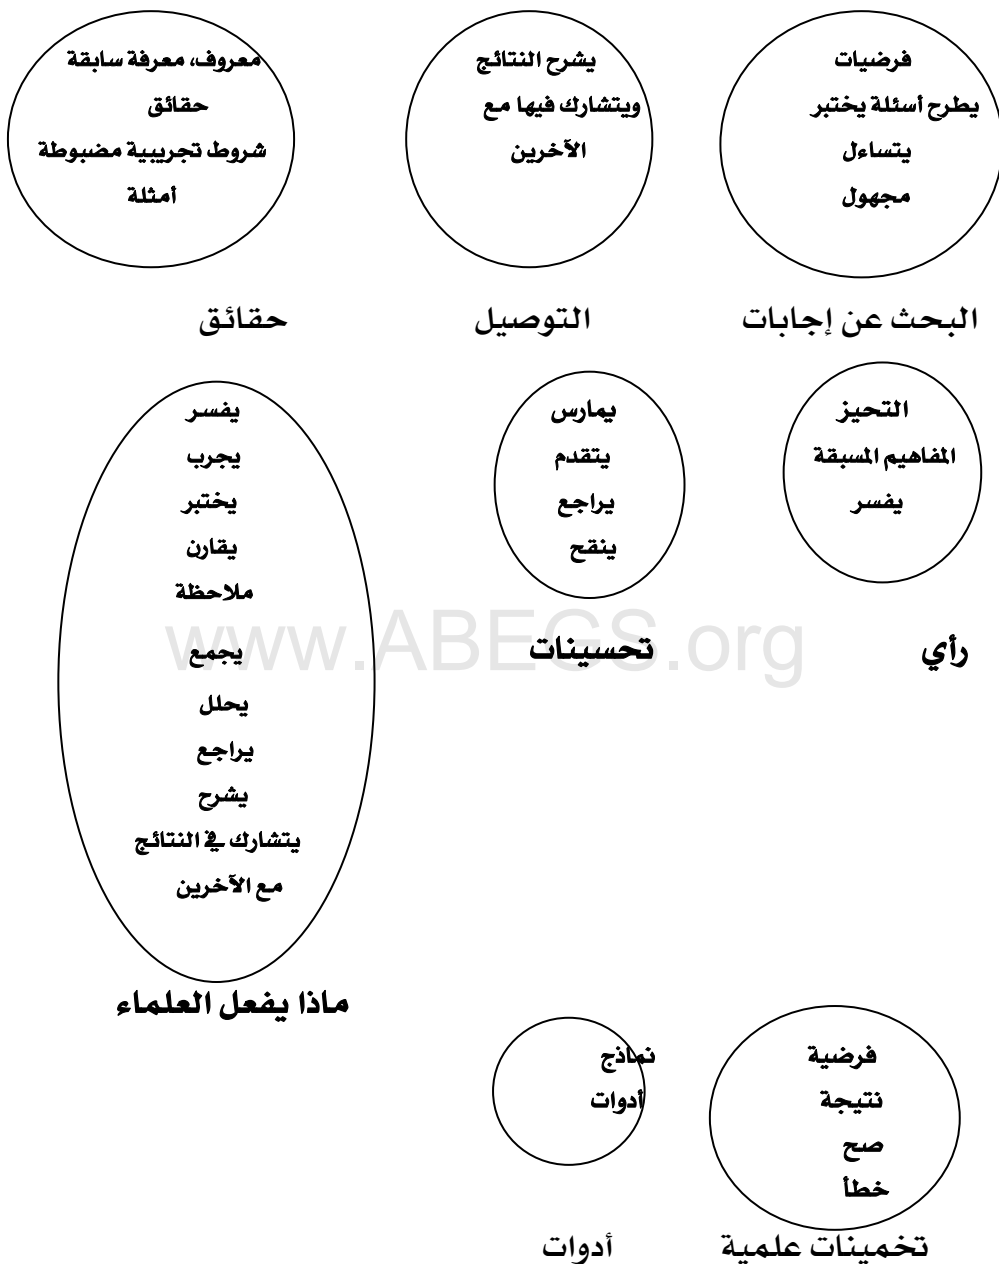 فرضيات
يطرح أسئلة يختبر
يتساءل
مجهول
البحث عن إجابات
يشرح النتائج
ويتشارك فيها مع
الآخرين
التوصيل
معروف، معرفة سابقة
حقائق
شروط تجريبية مضبوطة
أمثلة
حقائق
التحيز
المفاهيم المسبقة
يفسر
رأي
يمارس
يتقدم
يراجع
ينقح
تحسينات
يفسر
يجرب
يختبر
يقارن
ملاحظة
يجمع
يحلل
يراجع
يشرح
يتشارك في النتائج
مع الآخرين
ماذا يفعل العلماء
www.ABEGS.org
فرضية
نتيجة
صح
خطأ
تخمينات علمية
نماذج
أدوات
أدوات